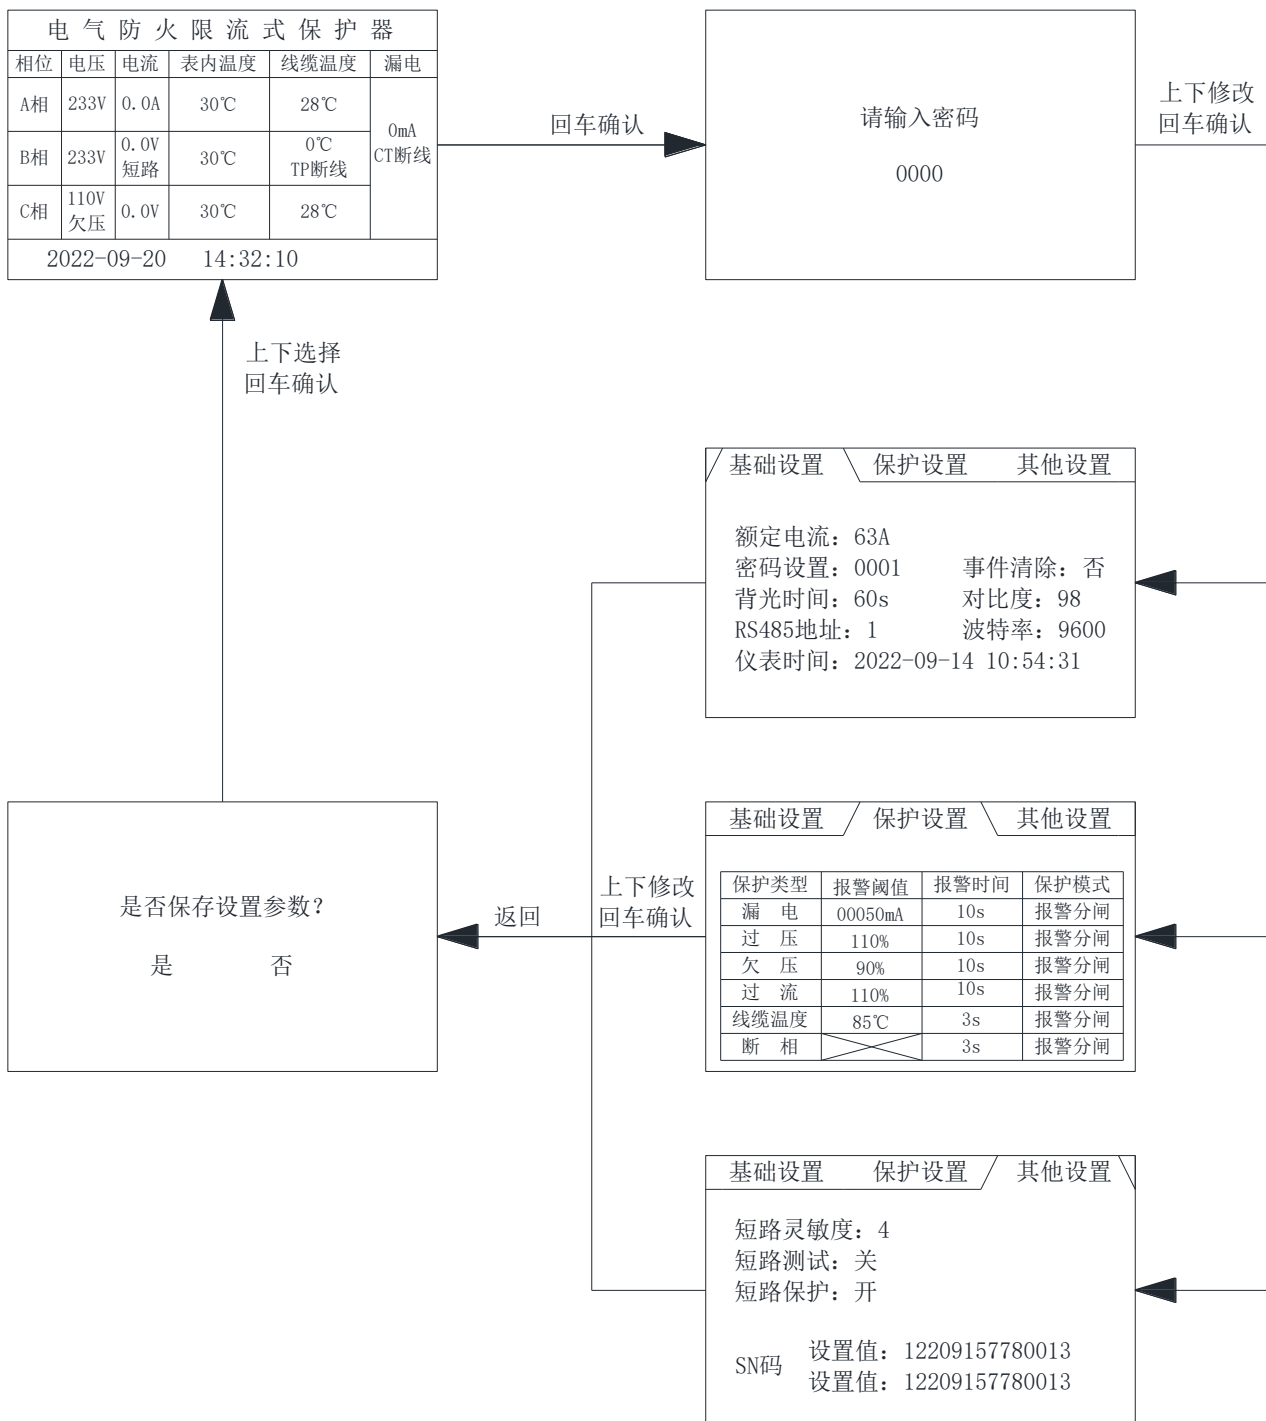 电气防火限流式保护器
相位 电压 电流 表内温度 线缆温度 漏电
A相 233V 0.0A 30℃ 28℃
B相 233V 0.0V 短路 30℃ 0℃ TP断线
0mA
CT断线
C相 110V 欠压 0.0V 30℃ 28℃
2022-09-20 14:32:10
回车确认
请输入密码
0000
上下修改
回车确认
上下选择
回车确认
基础设置 保护设置 其他设置
额定电流：63A
密码设置：0001 事件清除：否
背光时间：60s 对比度：98
RS485地址：1 波特率：9600
仪表时间：2022-09-14 10:54:31
是否保存设置参数?
是 否
返回
上下修改
回车确认
基础设置 保护设置 其他设置
保护类型 报警阈值 报警时间 保护模式
漏 电 00050mA 10s 报警分闸
过 压 110% 10s 报警分闸
欠 压 90% 10s 报警分闸
过 流 110% 10s 报警分闸
线缆温度 85℃ 3s 报警分闸
断 相 3s 报警分闸
基础设置 保护设置 其他设置
短路灵敏度：4
短路测试：关
短路保护：开
SN码
设置值：12209157780013
设置值：12209157780013